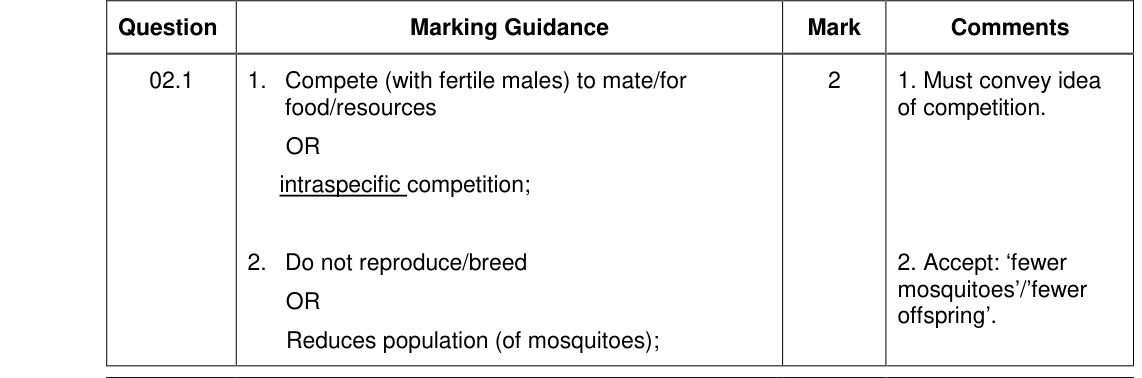 Question Marking Guidance Mark Comments
02.1 1. Compete (with fertile males) to mate/for 2 1. Must convey idea
food/resources of competition.
OR
intraspecific competition;
2. Do not reproduce/breed 2. Accept: ‘fewer
mosquitoes’/’fewer
OR
offspring’.
Reduces population (of mosquitoes);